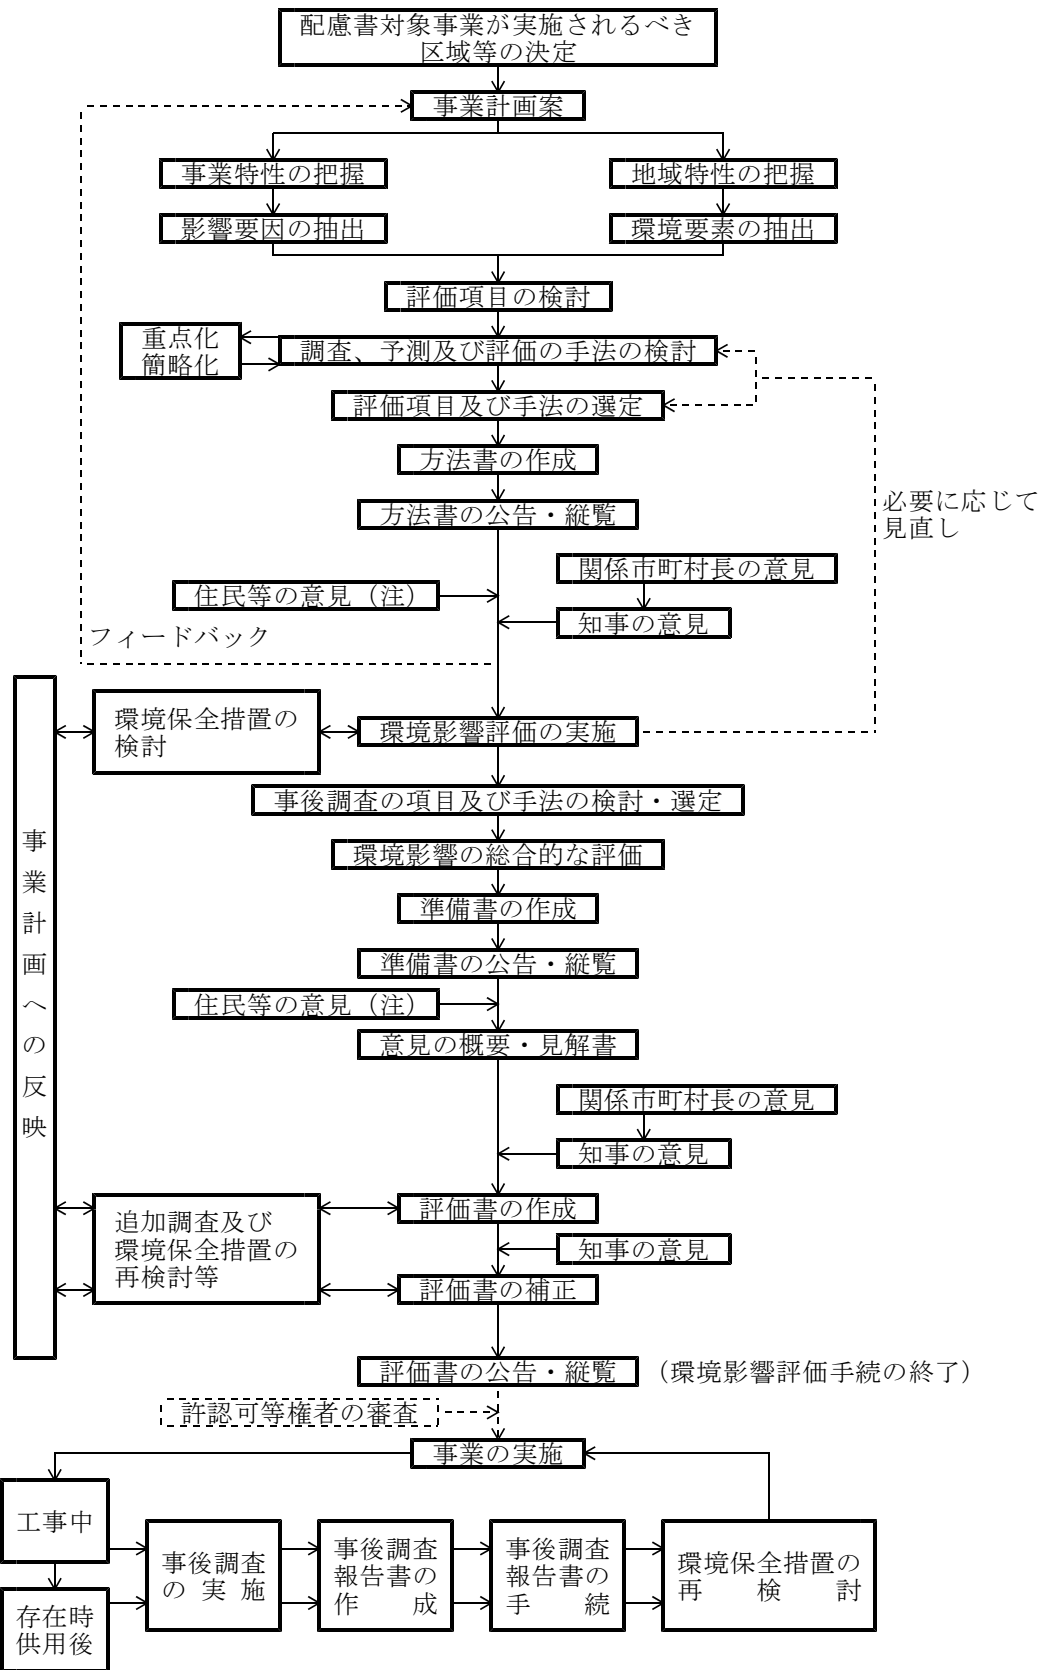 配慮書対象事業が実施されるべき
区域等の決定
事業計画案
事業特性の把握
地域特性の把握
影響要因の抽出
環境要素の抽出
評価項目の検討
重点化
簡略化
調査、予測及び評価の手法の検討
評価項目及び手法の選定
方法書の作成
方法書の公告・縦覧
必要に応じて
見直し
関係市町村長の意見
住民等の意見（注）
知事の意見
フィードバック
環境保全措置の
検討
環境影響評価の実施
事後調査の項目及び手法の検討・選定
環境影響の総合的な評価
事業計画への反映
準備書の作成
準備書の公告・縦覧
住民等の意見（注）
意見の概要・見解書
関係市町村長の意見
知事の意見
評価書の作成
追加調査及び
環境保全措置の
再検討等
知事の意見
評価書の補正
評価書の公告・縦覧
（環境影響評価手続の終了）
許認可等権者の審査
事業の実施
工事中
存在時
供用後
事後調査
の実施
事後調査
報告書の
作成
事後調査
報告書の
手続
環境保全措置の
再検討